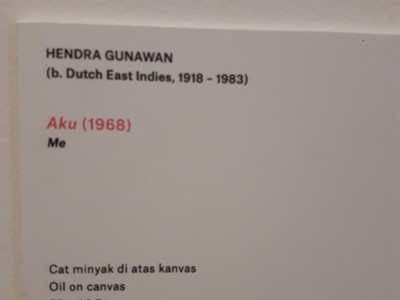 HENDRA GUNAWAN
(b. Dutch East Indies, 1918 – 1983)
Aku (1968)
Me
Cat minyak di atas kanvas
Oil on canvas